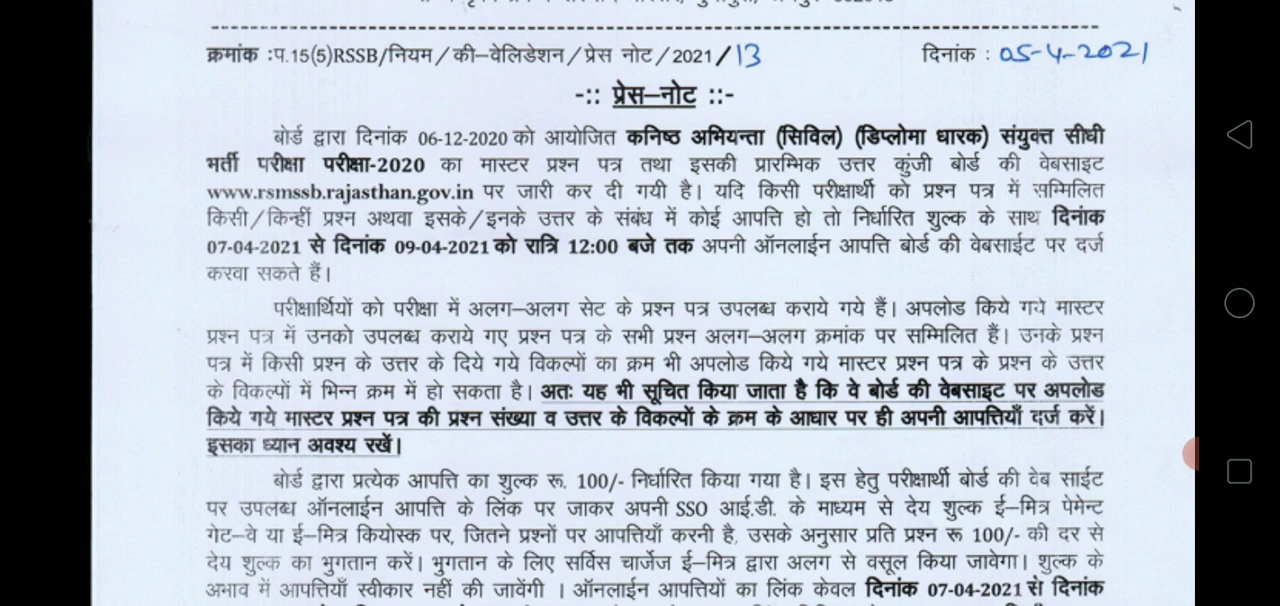 ------------------------------------------------------------
क्रमांक :प.15(5)RSSB/नियम/की–वेलिडेशन/प्रेस नोट/2021/13 दिनांक : 05-4-2021
-:: प्रेस–नोट ::-
बोर्ड द्वारा दिनांक 06-12-2020 को आयोजित कनिष्ठ अभियन्ता (सिविल) (डिप्लोमा धारक) संयुक्त सीधी
भर्ती परीक्षा परीक्षा-2020 का मास्टर प्रश्न पत्र तथा इसकी प्रारम्भिक उत्तर कुंजी बोर्ड की वेबसाइट
www.rsmssb.rajasthan.gov.in पर जारी कर दी गयी है। यदि किसी परीक्षार्थी को प्रश्न पत्र में सम्मिलित
किसी/किन्हीं प्रश्न अथवा इसके/इनके उत्तर के संबंध में कोई आपत्ति हो तो निर्धारित शुल्क के साथ दिनांक
07-04-2021 से दिनांक 09-04-2021 को रात्रि 12:00 बजे तक अपनी ऑनलाईन आपत्ति बोर्ड की वेबसाईट पर दर्ज
करवा सकते हैं।
परीक्षार्थियों को परीक्षा में अलग–अलग सेट के प्रश्न पत्र उपलब्ध कराये गये हैं। अपलोड किये गये मास्टर
प्रश्न पत्र में उनको उपलब्ध कराये गए प्रश्न पत्र के सभी प्रश्न अलग–अलग क्रमांक पर सम्मिलित हैं। उनके प्रश्न
पत्र में किसी प्रश्न के उत्तर के दिये गये विकल्पों का क्रम भी अपलोड किये गये मास्टर प्रश्न पत्र के प्रश्न के उत्तर
के विकल्पों में भिन्न क्रम में हो सकता है। अतः यह भी सूचित किया जाता है कि वे बोर्ड की वेबसाइट पर अपलोड
किये गये मास्टर प्रश्न पत्र की प्रश्न संख्या व उत्तर के विकल्पों के क्रम के आधार पर ही अपनी आपत्तियाँ दर्ज करें।
इसका ध्यान अवश्य रखें।
बोर्ड द्वारा प्रत्येक आपत्ति का शुल्क रू. 100/- निर्धारित किया गया है। इस हेतु परीक्षार्थी बोर्ड की वेब साईट
पर उपलब्ध ऑनलाईन आपत्ति के लिंक पर जाकर अपनी SSO आई.डी. के माध्यम से देय शुल्क ई–मित्र पेमेन्ट
गेट–वे या ई–मित्र कियोस्क पर, जितने प्रश्नों पर आपत्तियाँ करनी है, उसके अनुसार प्रति प्रश्न रू 100/- की दर से
देय शुल्क का भुगतान करें। भुगतान के लिए सर्विस चार्जेज ई–मित्र द्वारा अलग से वसूल किया जावेगा। शुल्क के
अभाव में आपत्तियाँ स्वीकार नहीं की जावेंगी । ऑनलाईन आपत्तियों का लिंक केवल दिनांक 07-04-2021 से दिनांक